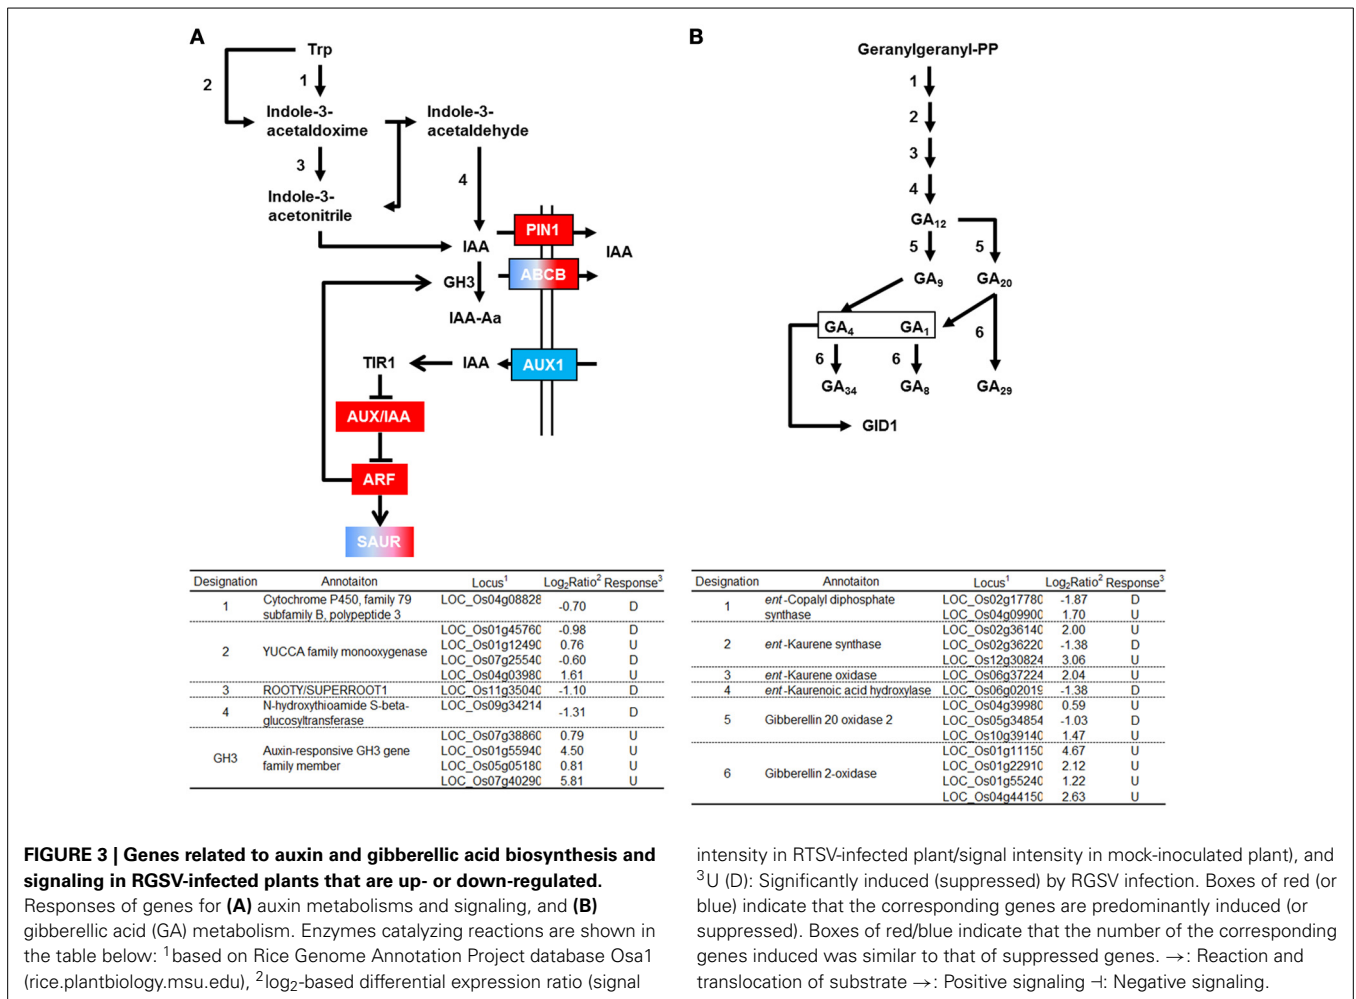 A
Trp
1
2
Indole-3-
acetaldoxime
Indole-3-
acetaldehyde
3
4
Indole-3-
acetonitrile
PIN1
IAA
IAA
GH3
ABCB
IAA-Aa
TIR1
IAA
AUX1
AUX/IAA
ARF
SAUR
Designation Annotaiton Locus1 Log2Ratio2 Response3
1 Cytochrome P450, family 79 subfamily B, polypeptide 3 LOC_Os04g08828 -0.70 D
2 YUCCA family monooxygenase LOC_Os01g45760 -0.98 D
LOC_Os01g12490 0.76 U
LOC_Os07g25540 -0.60 D
LOC_Os04g03980 1.61 U
3 ROOTY/SUPERROOT1 LOC_Os11g35040 -1.10 D
4 N-hydroxythioamide S-beta-glucosyltransferase LOC_Os09g34214 -1.31 D
GH3 Auxin-responsive GH3 gene family member LOC_Os07g38860 0.79 U
LOC_Os01g55940 4.50 U
LOC_Os05g05180 0.81 U
LOC_Os07g40290 5.81 U
B
Geranylgeranyl-PP
1
2
3
4
GA12
5
5
GA9
GA20
GA4
GA1
6
6
6
GA34
GA8
GA29
GID1
Designation Annotaiton Locus1 Log2Ratio2 Response3
1 ent-Copalyl diphosphate synthase LOC_Os02g17780 -1.87 D
LOC_Os04g09900 1.70 U
2 ent-Kaurene synthase LOC_Os02g36140 2.00 U
LOC_Os02g36220 -1.38 D
LOC_Os12g30824 3.06 U
3 ent-Kaurene oxidase LOC_Os06g37224 2.04 U
4 ent-Kaurenoic acid hydroxylase LOC_Os06g02019 -1.38 D
5 Gibberellin 20 oxidase 2 LOC_Os04g39980 0.59 U
LOC_Os05g34854 -1.03 D
LOC_Os10g39140 1.47 U
6 Gibberellin 2-oxidase LOC_Os01g11150 4.67 U
LOC_Os01g22910 2.12 U
LOC_Os01g55240 1.22 U
LOC_Os04g44150 2.63 U
FIGURE 3 | Genes related to auxin and gibberellic acid biosynthesis and
signaling in RGSV-infected plants that are up- or down-regulated.
Responses of genes for (A) auxin metabolisms and signaling, and (B)
gibberellic acid (GA) metabolism. Enzymes catalyzing reactions are shown in
the table below: 1based on Rice Genome Annotation Project database Osa1
(rice.plantbiology.msu.edu), 2log2-based differential expression ratio (signal
intensity in RTSV-infected plant/signal intensity in mock-inoculated plant), and
3U (D): Significantly induced (suppressed) by RGSV infection. Boxes of red (or
blue) indicate that the corresponding genes are predominantly induced (or
suppressed). Boxes of red/blue indicate that the number of the corresponding
genes induced was similar to that of suppressed genes. →: Reaction and
translocation of substrate →: Positive signaling ⊣: Negative signaling.